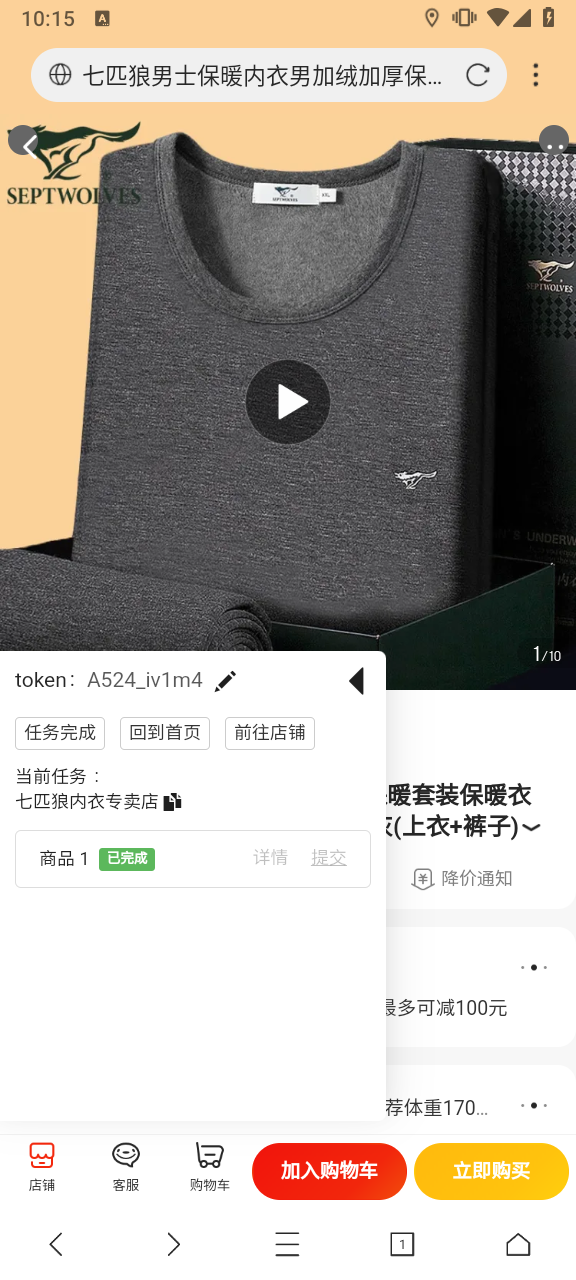 10:15
七匹狼男士保暖内衣男加绒加厚保...
SEPTWOLVES
SEPTWOLVES
SEPTWOLVES
UNDERW
1/10
token: A524_iv1m4
任务完成 回到首页 前往店铺
当前任务：
七匹狼内衣专卖店
商品 1 已完成 详情 提交
暖套装保暖衣
(上衣+裤子)
降价通知
最多可减100元
荐体重170...
店铺 客服 购物车 加入购物车 立即购买
1